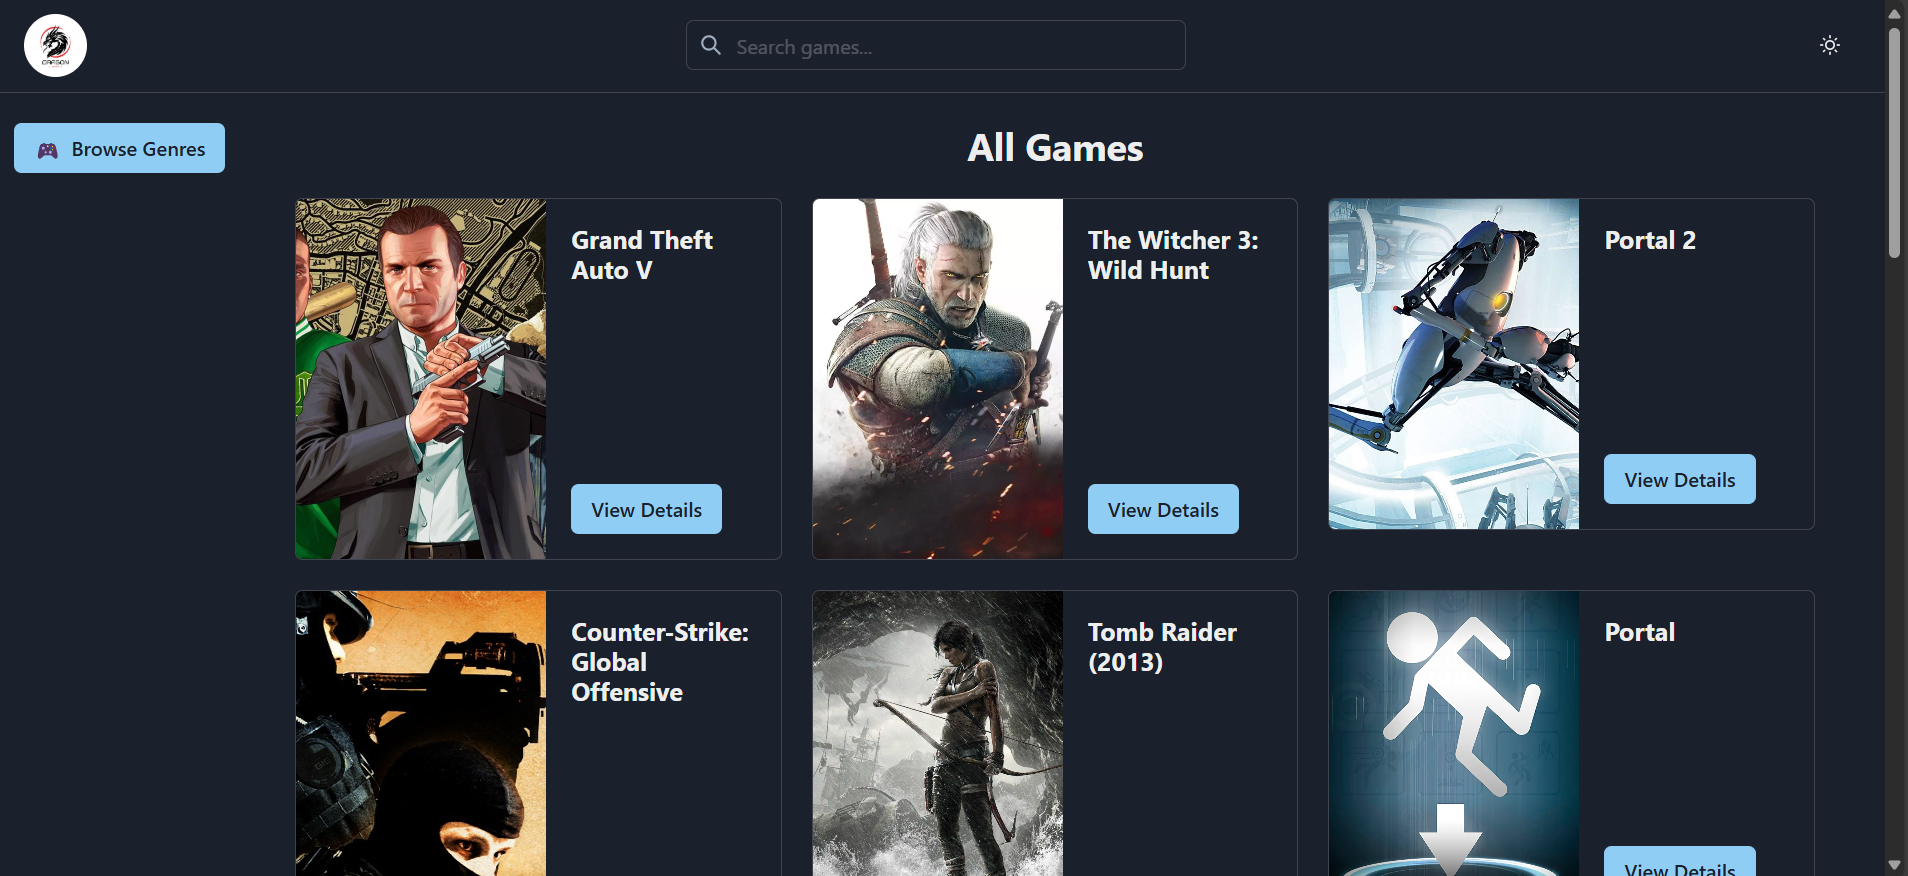 DRAGON
Search games...
Browse Genres
All Games
Grand Theft
Auto V
View Details
The Witcher 3:
Wild Hunt
View Details
Portal 2
View Details
Counter-Strike:
Global
Offensive
Tomb Raider
(2013)
Portal
View Details